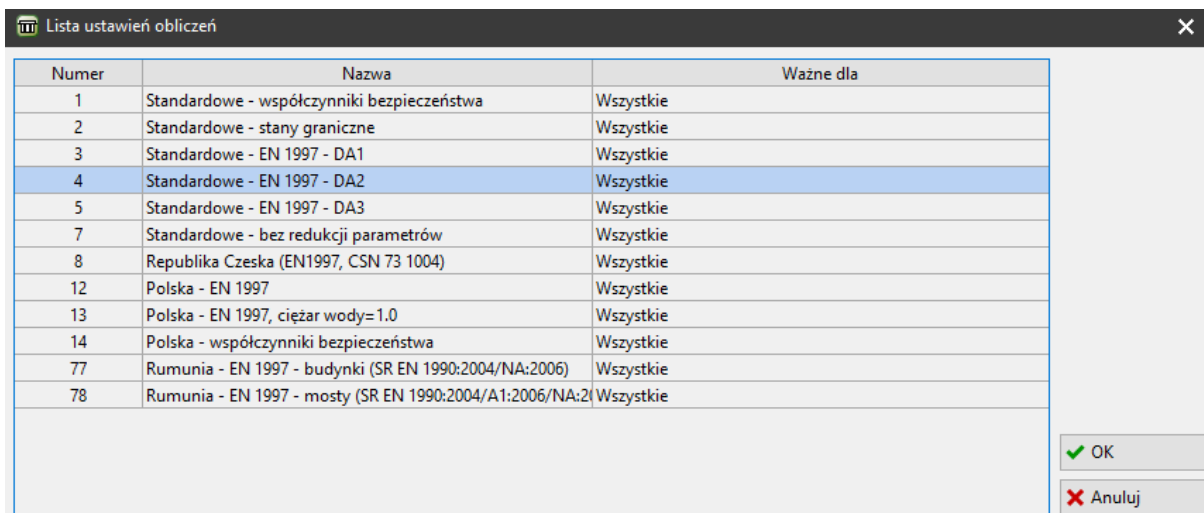 Lista ustawień obliczeń
Numer Nazwa Ważne dla
1 Standardowe - współczynniki bezpieczeństwa Wszystkie
2 Standardowe - stany graniczne Wszystkie
3 Standardowe - EN 1997 - DA1 Wszystkie
4 Standardowe - EN 1997 - DA2 Wszystkie
5 Standardowe - EN 1997 - DA3 Wszystkie
7 Standardowe - bez redukcji parametrów Wszystkie
8 Republika Czeska (EN1997, CSN 73 1004) Wszystkie
12 Polska - EN 1997 Wszystkie
13 Polska - EN 1997, ciężar wody=1.0 Wszystkie
14 Polska - współczynniki bezpieczeństwa Wszystkie
77 Rumunia - EN 1997 - budynki (SR EN 1990:2004/NA:2006) Wszystkie
78 Rumunia - EN 1997 - mosty (SR EN 1990:2004/A1:2006/NA:2( Wszystkie
OK
Anuluj